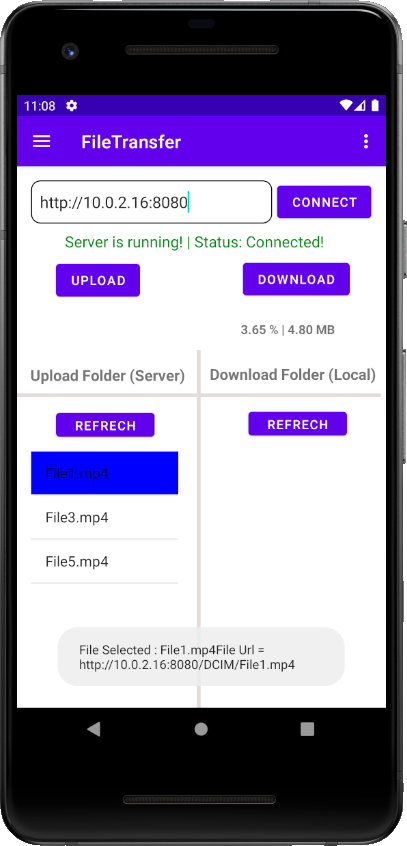 11:08
FileTransfer
http://10.0.2.16:8080
CONNECT
Server is running! | Status: Connected!
UPLOAD
DOWNLOAD
3.65 % | 4.80 MB
Upload Folder (Server)
Download Folder (Local)
REFRECH
REFRECH
File1.mp4
File3.mp4
File5.mp4
File Selected : File1.mp4File Url =
http://10.0.2.16:8080/DCIM/File1.mp4